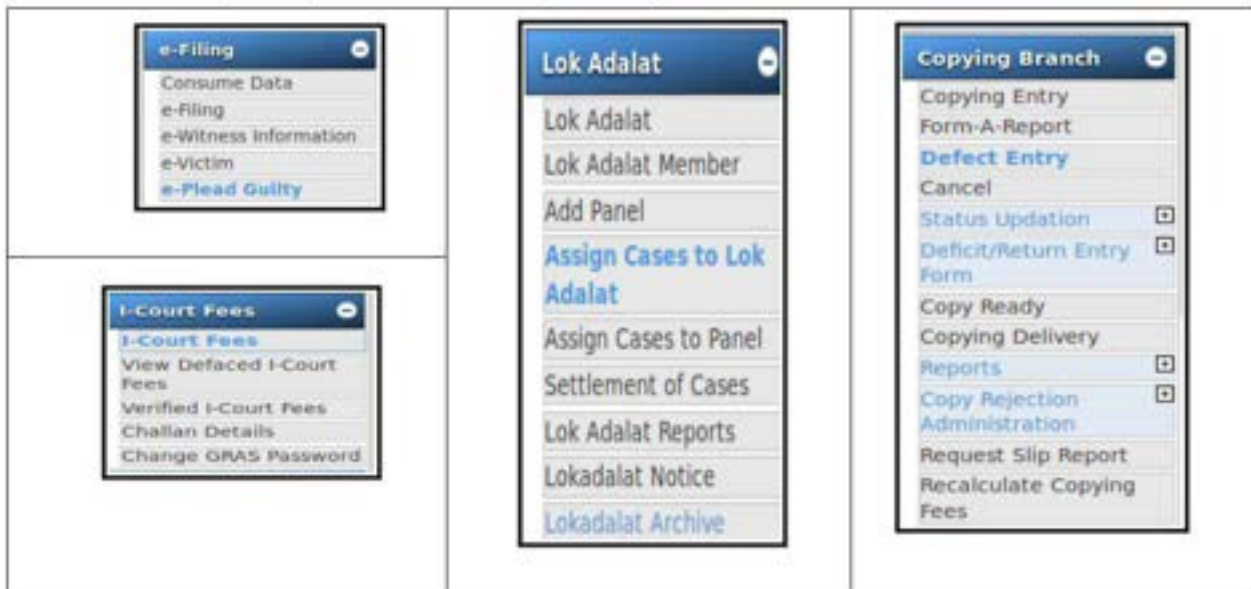 e-Filing
Consume Data
e-Filing
e-Witness Information
e-Victim
e-Plead Guilty
I-Court Fees
I-Court Fees
View Defaced I-Court
Fees
Verified I-Court Fees
Challan Details
Change GRAS Password
Lok Adalat
Lok Adalat
Lok Adalat Member
Add Panel
Assign Cases to Lok
Adalat
Assign Cases to Panel
Settlement of Cases
Lok Adalat Reports
Lokadalat Notice
Lokadalat Archive
Copying Branch
Copying Entry
Form-A-Report
Defect Entry
Cancel
Status Updation
Deficit/Return Entry
Form
Copy Ready
Copying Delivery
Reports
Copy Rejection
Administration
Request Slip Report
Recalculate Copying
Fees